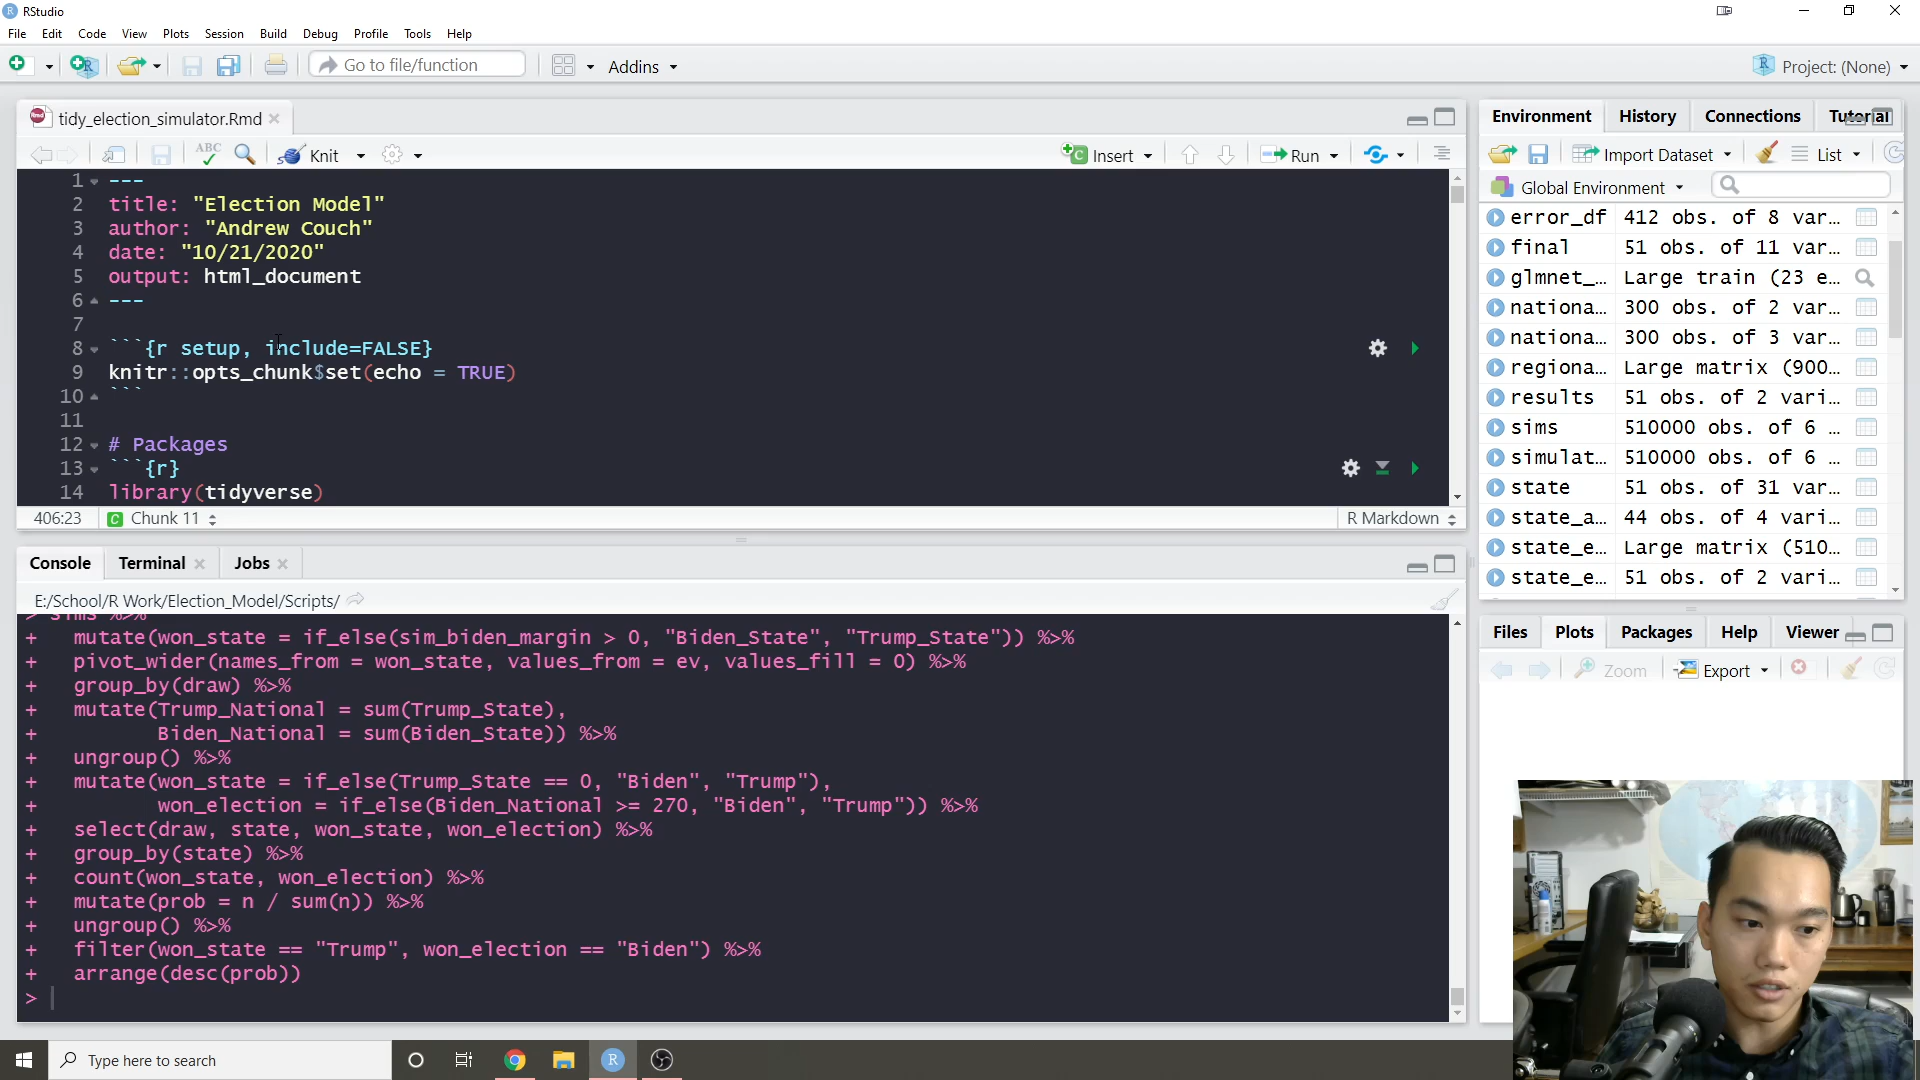 RStudio
File Edit Code View Plots Session Build Debug Profile Tools Help
Go to file/function Addins Project: (None)
tidy_election_simulator.Rmd
ABC Knit Insert Run
1 ---
2 title: "Election Model"
3 author: "Andrew Couch"
4 date: "10/21/2020"
5 output: html_document
6 ---
7
8 ```{r setup, include=FALSE}
9 knitr::opts_chunk$set(echo = TRUE)
10 ```
11
12 # Packages
13 ```{r}
14 library(tidyverse)
406:23 Chunk 11 R Markdown
Console Terminal Jobs
E:/School/R Work/Election_Model/Scripts/
> sims %>%
+ mutate(won_state = if_else(sim_biden_margin > 0, "Biden_State", "Trump_State")) %>%
+ pivot_wider(names_from = won_state, values_from = ev, values_fill = 0) %>%
+ group_by(draw) %>%
+ mutate(Trump_National = sum(Trump_State),
+ Biden_National = sum(Biden_State)) %>%
+ ungroup() %>%
+ mutate(won_state = if_else(Trump_State == 0, "Biden", "Trump"),
+ won_election = if_else(Biden_National >= 270, "Biden", "Trump")) %>%
+ select(draw, state, won_state, won_election) %>%
+ group_by(state) %>%
+ count(won_state, won_election) %>%
+ mutate(prob = n / sum(n)) %>%
+ ungroup() %>%
+ filter(won_state == "Trump", won_election == "Biden") %>%
+ arrange(desc(prob))
>
Environment History Connections Tutorial
Import Dataset List
Global Environment
error_df 412 obs. of 8 var...
final 51 obs. of 11 var...
glmnet_... Large train (23 e...
nationa... 300 obs. of 2 var...
nationa... 300 obs. of 3 var...
regiona... Large matrix (900...
results 51 obs. of 2 vari...
sims 510000 obs. of 6 ...
simulat... 510000 obs. of 6 ...
state 51 obs. of 31 var...
state_a... 44 obs. of 4 vari...
state_e... Large matrix (510...
state_e... 51 obs. of 2 vari...
Files Plots Packages Help Viewer
Zoom Export
Type here to search